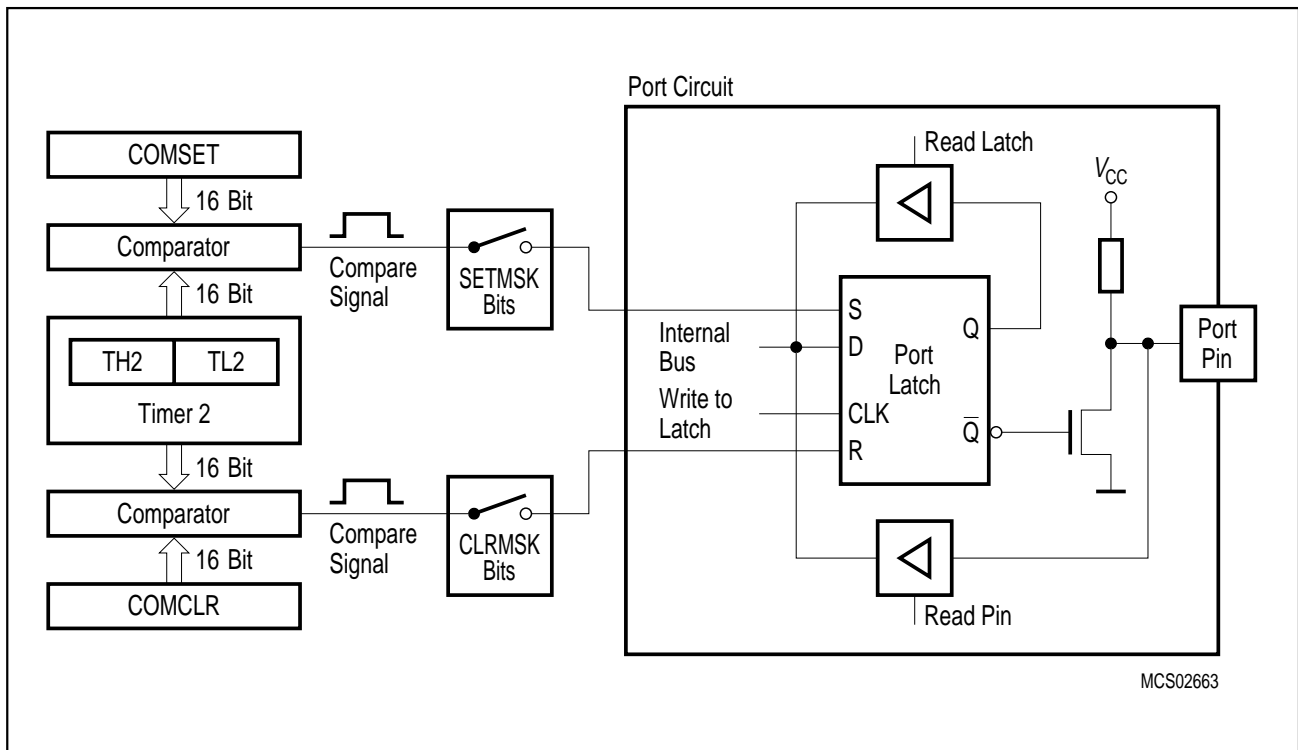 Port Circuit
COMSET
16 Bit
Comparator
16 Bit
TH2 TL2
Timer 2
16 Bit
Comparator
16 Bit
COMCLR
Compare
Signal
SETMSK
Bits
Compare
Signal
CLRMSK
Bits
Read Latch
Internal
Bus
Write to
Latch
S
D
CLK
R
Port
Latch
Q
Q̅
Read Pin
VCC
Port
Pin
MCS02663